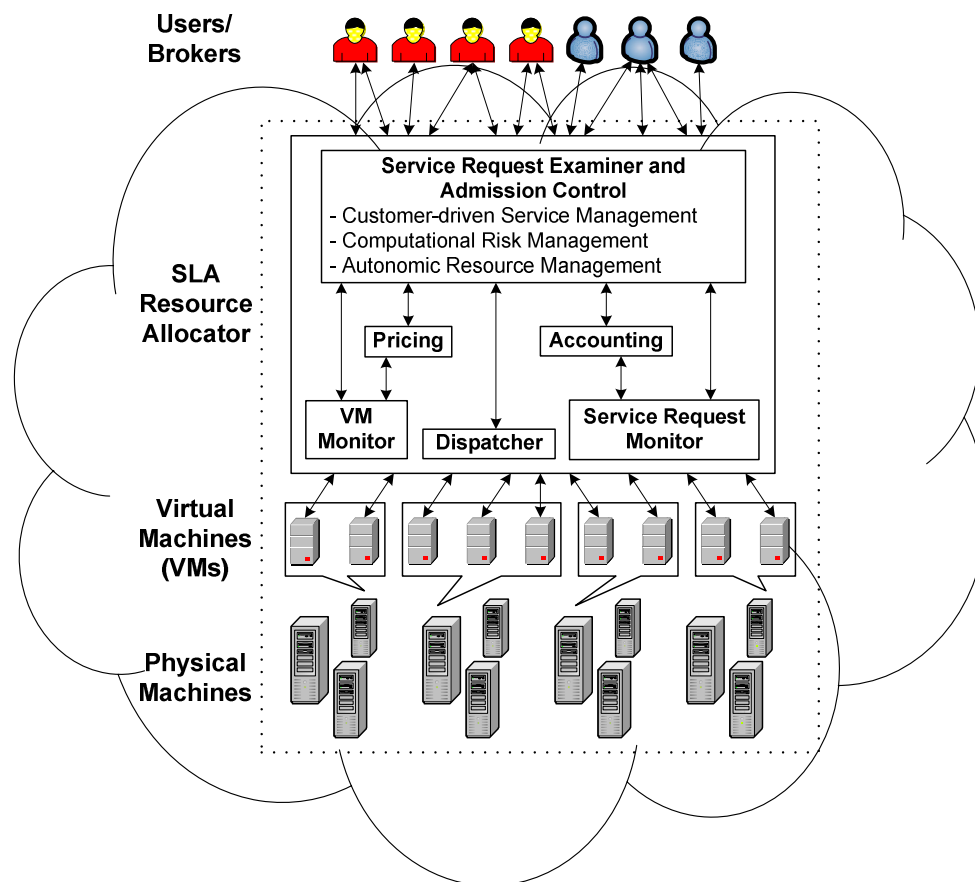 Users/
Brokers
Service Request Examiner and
Admission Control
- Customer-driven Service Management
- Computational Risk Management
- Autonomic Resource Management
SLA
Resource
Allocator
Pricing
Accounting
VM
Monitor
Dispatcher
Service Request
Monitor
Virtual
Machines
(VMs)
Physical
Machines